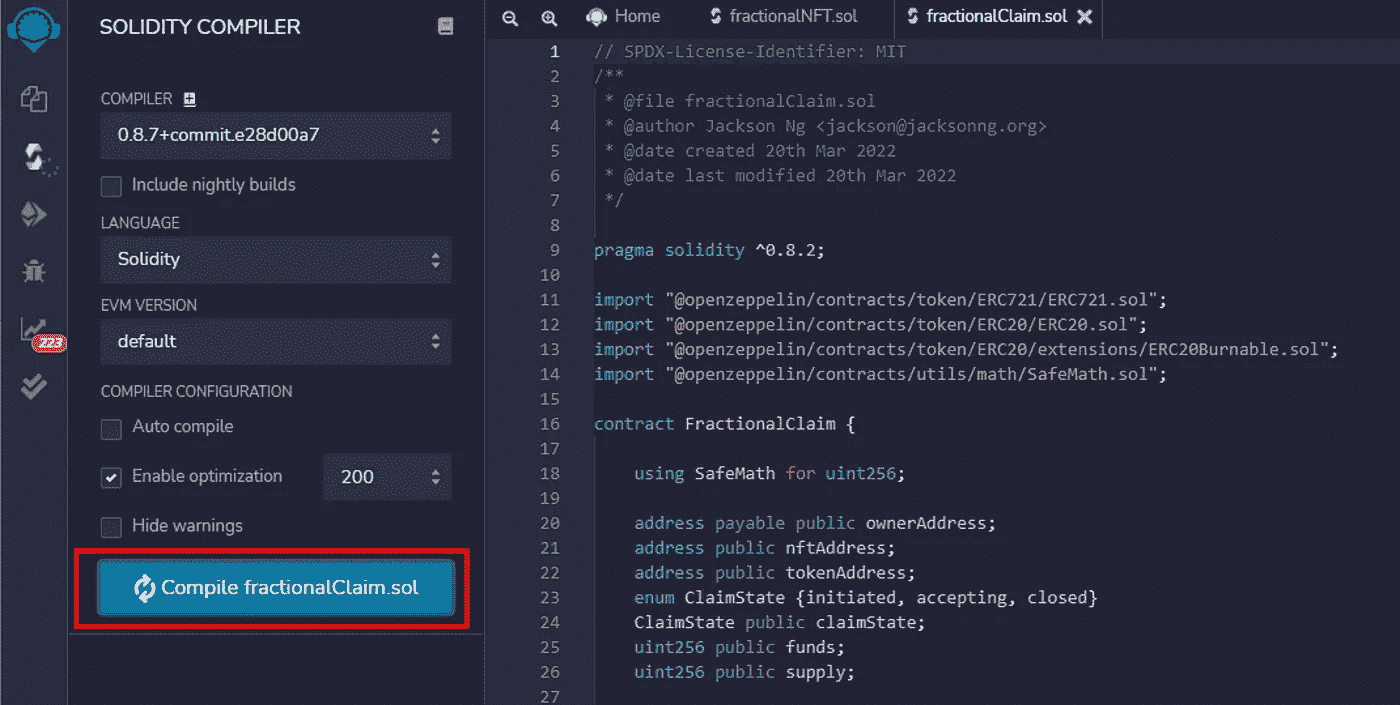 SOLIDITY COMPILER
COMPILER
0.8.7+commit.e28d00a7
Include nightly builds
LANGUAGE
Solidity
EVM VERSION
default
COMPILER CONFIGURATION
Auto compile
Enable optimization 200
Hide warnings
Compile fractionalClaim.sol
223
Home fractionalNFT.sol fractionalClaim.sol
1 // SPDX-License-Identifier: MIT
2 /**
3  * @file fractionalClaim.sol
4  * @author Jackson Ng <jackson@jacksonng.org>
5  * @date created 20th Mar 2022
6  * @date last modified 20th Mar 2022
7  */
8
9 pragma solidity ^0.8.2;
10
11 import "@openzeppelin/contracts/token/ERC721/ERC721.sol";
12 import "@openzeppelin/contracts/token/ERC20/ERC20.sol";
13 import "@openzeppelin/contracts/token/ERC20/extensions/ERC20Burnable.sol";
14 import "@openzeppelin/contracts/utils/math/SafeMath.sol";
15
16 contract FractionalClaim {
17
18     using SafeMath for uint256;
19
20     address payable public ownerAddress;
21     address public nftAddress;
22     address public tokenAddress;
23     enum ClaimState {initiated, accepting, closed}
24     ClaimState public claimState;
25     uint256 public funds;
26     uint256 public supply;
27